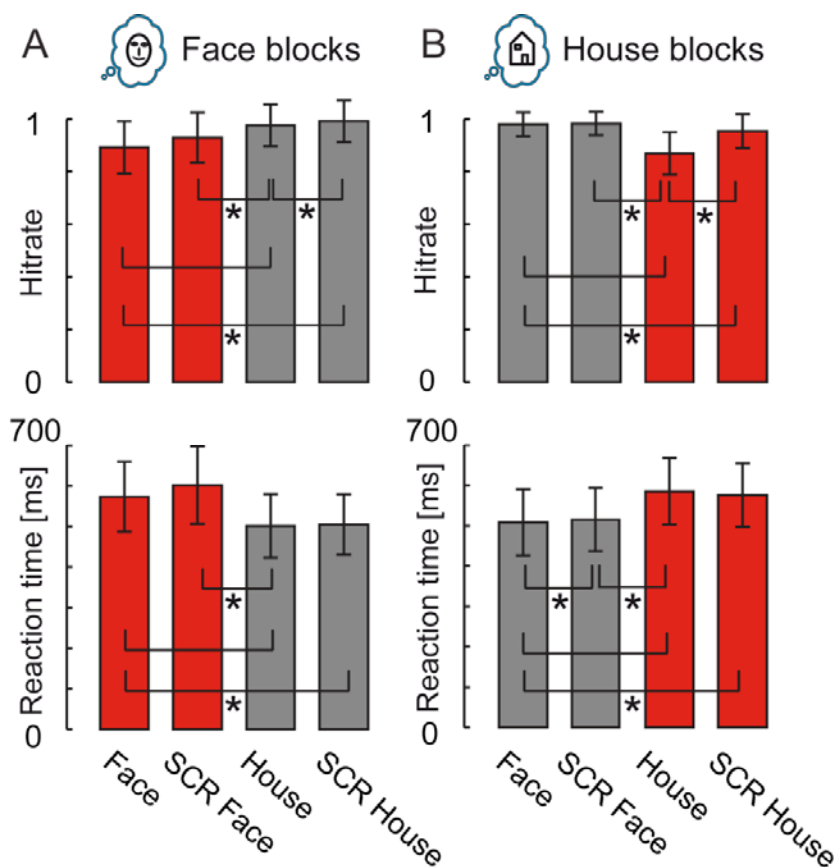 A Face blocks
B House blocks
1
Hitrate
0
* *
*
1
Hitrate
0
* *
*
700
Reaction time [ms]
0
*
*
Face
SCR Face
House
SCR House
700
Reaction time [ms]
0
* *
*
Face
SCR Face
House
SCR House